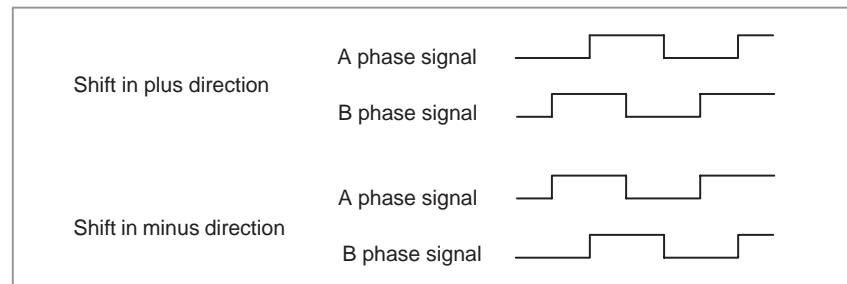 A phase signal
Shift in plus direction
B phase signal
A phase signal
Shift in minus direction
B phase signal